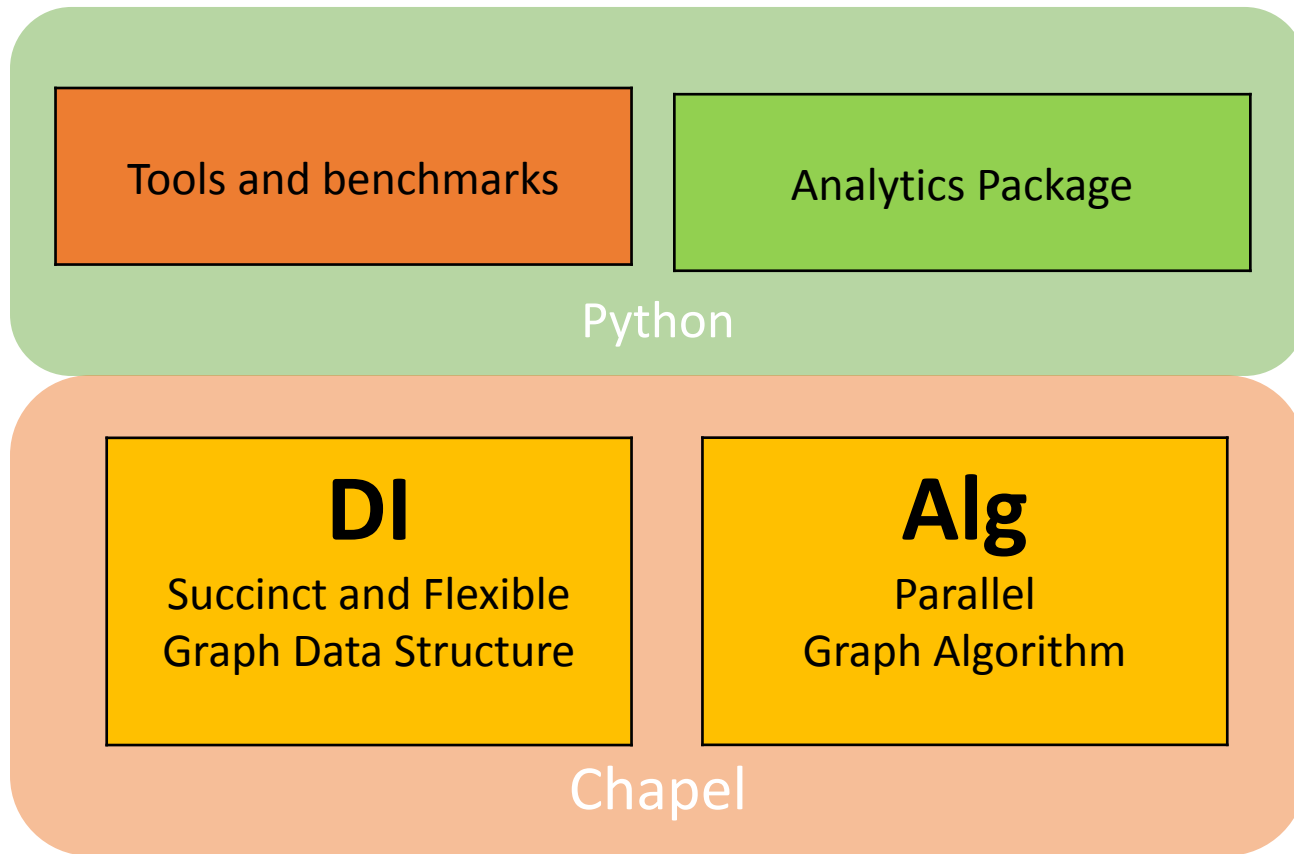 Tools and benchmarks
Analytics Package
Python
DI
Succinct and Flexible
Graph Data Structure
Alg
Parallel
Graph Algorithm
Chapel